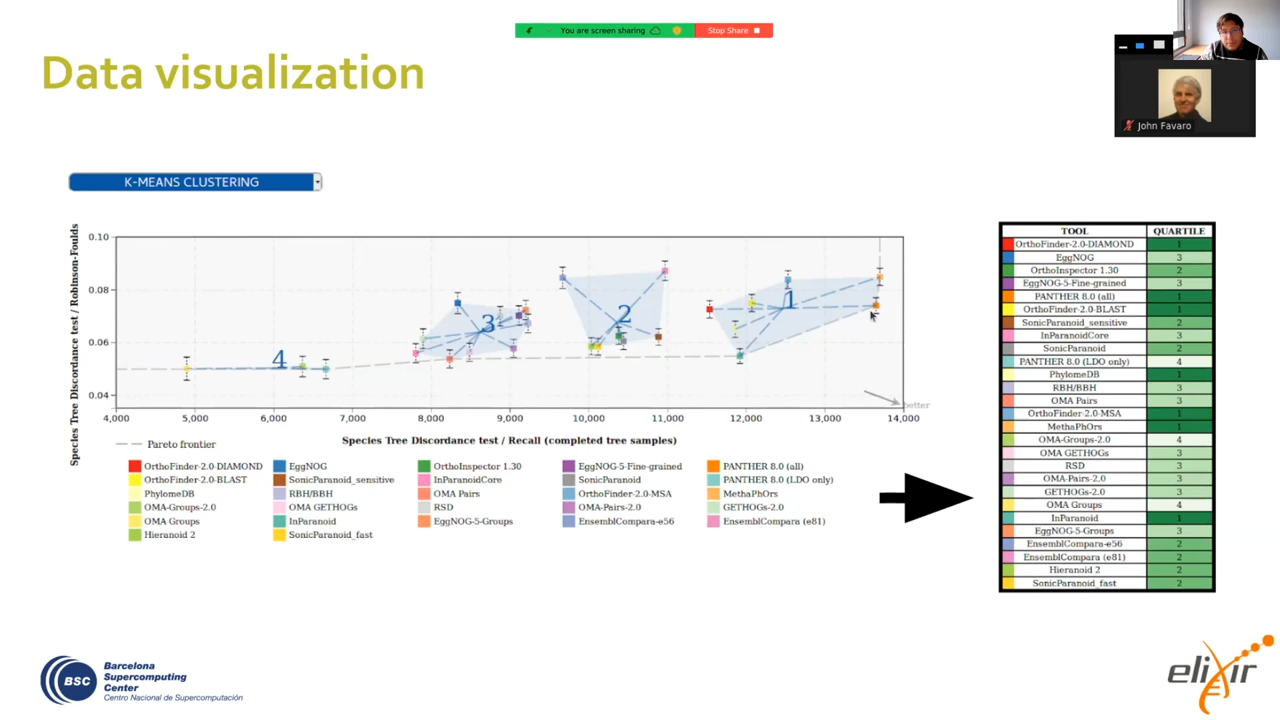 You are screen sharing
Stop Share
Data visualization
John Favaro
K-MEANS CLUSTERING
Species Tree Discordance test / Robinson-Foulds
0.10
0.08
0.06
0.04
4
3
2
1
better
4,000 5,000 6,000 7,000 8,000 9,000 10,000 11,000 12,000 13,000 14,000
Pareto frontier
Species Tree Discordance test / Recall (completed tree samples)
OrthoFinder-2.0-DIAMOND EggNOG OrthoInspector 1.30 EggNOG-5-Fine-grained PANTHER 8.0 (all)
OrthoFinder-2.0-BLAST SonicParanoid_sensitive InParanoidCore SonicParanoid PANTHER 8.0 (LDO only)
PhylomeDB RBH/BBH OMA Pairs OrthoFinder-2.0-MSA MetaPhOrs
OMA-Groups-2.0 OMA GETHOGs RSD OMA-Pairs-2.0 GETHOGs-2.0
OMA Groups InParanoid EggNOG-5-Groups EnsemblCompara-e56 EnsemblCompara (e81)
Hieranoid 2 SonicParanoid_fast
TOOL QUARTILE
OrthoFinder-2.0-DIAMOND 1
EggNOG 3
OrthoInspector 1.30 2
EggNOG-5-Fine-grained 3
PANTHER 8.0 (all) 1
OrthoFinder-2.0-BLAST 1
SonicParanoid_sensitive 2
InParanoidCore 3
SonicParanoid 2
PANTHER 8.0 (LDO only) 4
PhylomeDB 1
RBH/BBH 3
OMA Pairs 3
OrthoFinder-2.0-MSA 1
MetaPhOrs 1
OMA-Groups-2.0 4
OMA GETHOGs 3
RSD 3
OMA-Pairs-2.0 3
GETHOGs-2.0 3
OMA Groups 4
InParanoid 1
EggNOG-5-Groups 3
EnsemblCompara-e56 2
EnsemblCompara (e81) 2
Hieranoid 2 2
SonicParanoid_fast 2
BSC
Barcelona
Supercomputing
Center
Centro Nacional de Supercomputación
elixir